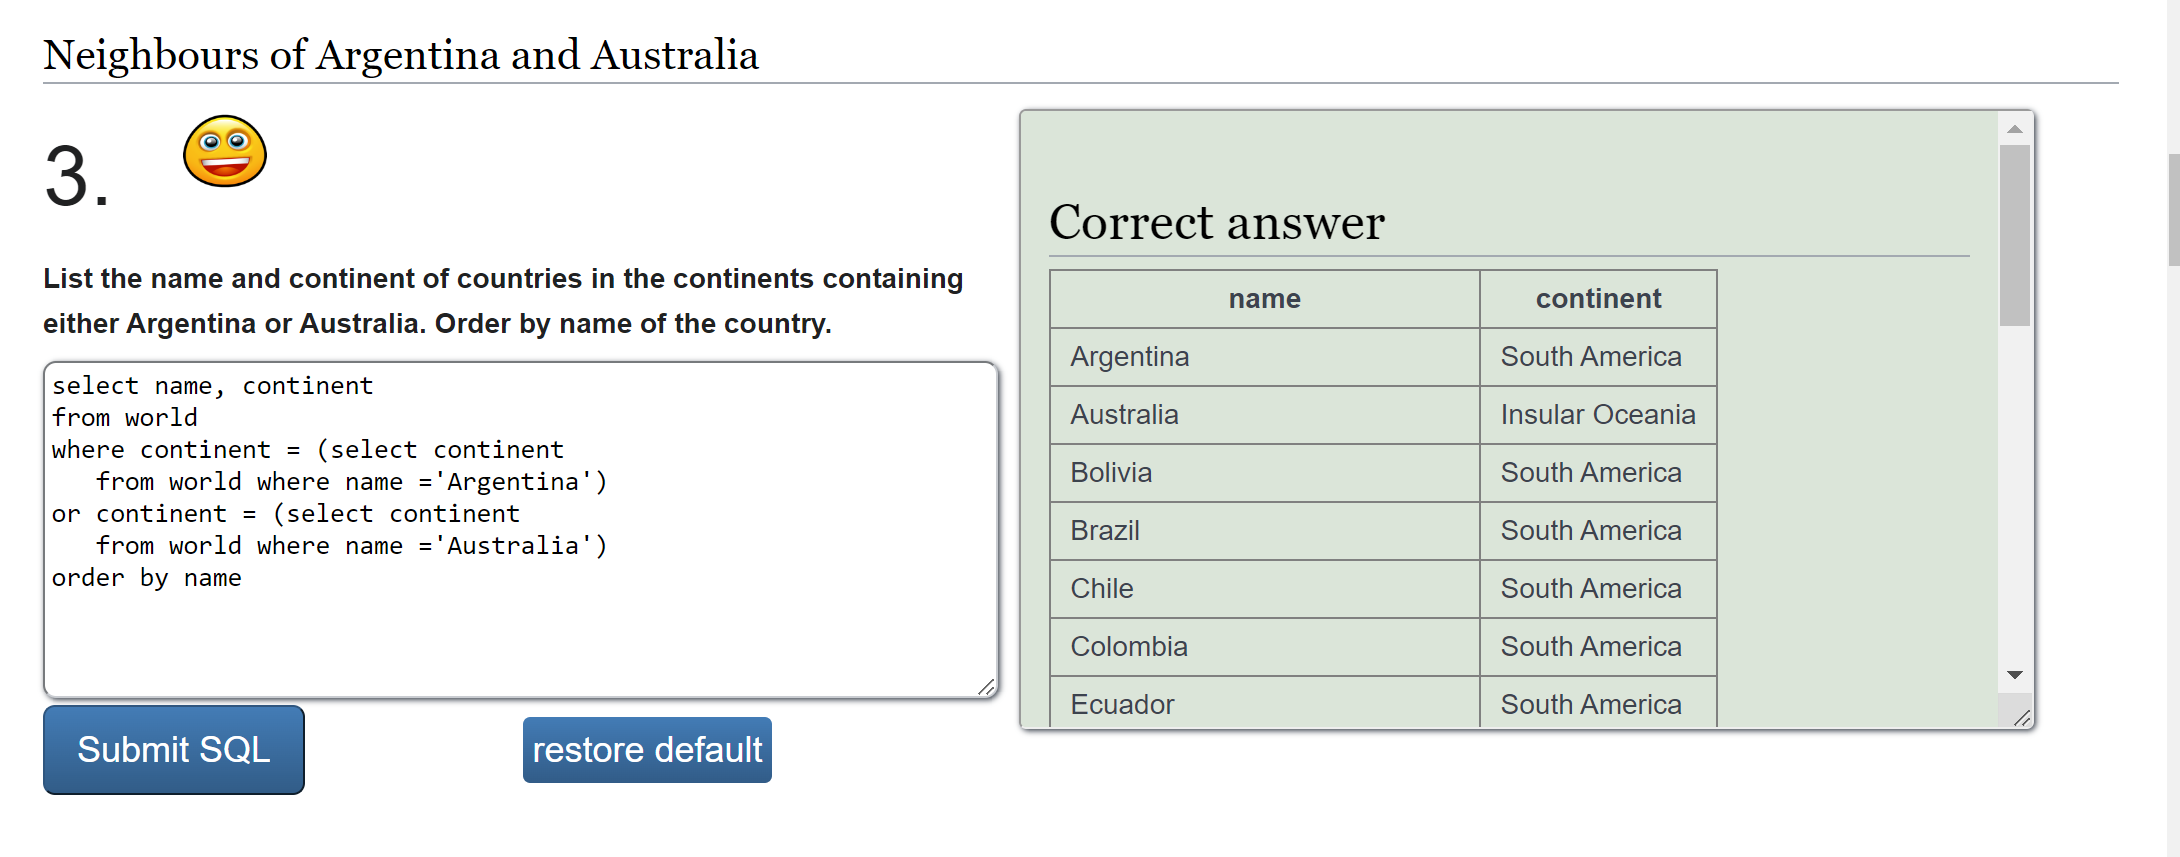 Neighbours of Argentina and Australia
3.
List the name and continent of countries in the continents containing
either Argentina or Australia. Order by name of the country.
select name, continent
from world
where continent = (select continent
   from world where name ='Argentina')
or continent = (select continent
   from world where name ='Australia')
order by name
Submit SQL
restore default
Correct answer
name continent
Argentina South America
Australia Insular Oceania
Bolivia South America
Brazil South America
Chile South America
Colombia South America
Ecuador South America